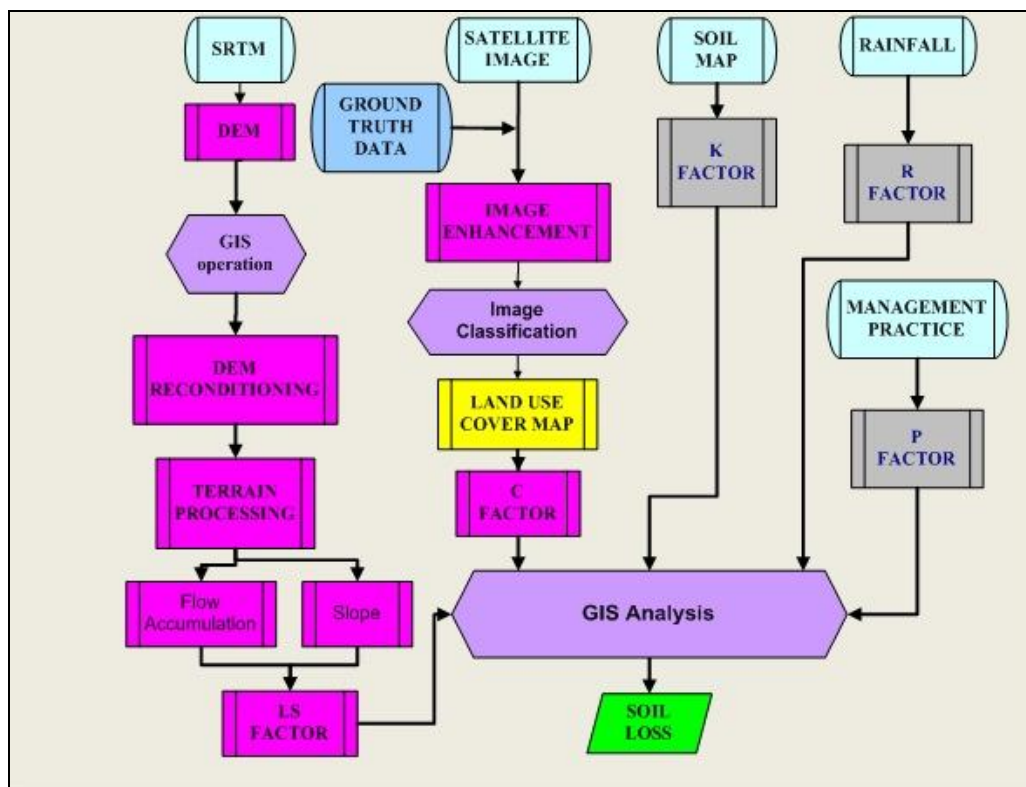 SRTM
SATELLITE
IMAGE
SOIL
MAP
RAINFALL
DEM
GROUND
TRUTH
DATA
K
FACTOR
R
FACTOR
IMAGE
ENHANCEMENT
GIS
operation
Image
Classification
MANAGEMENT
PRACTICE
DEM
RECONDITIONING
LAND USE
COVER MAP
P
FACTOR
TERRAIN
PROCESSING
C
FACTOR
Flow
Accumulation
Slope
GIS Analysis
LS
FACTOR
SOIL
LOSS